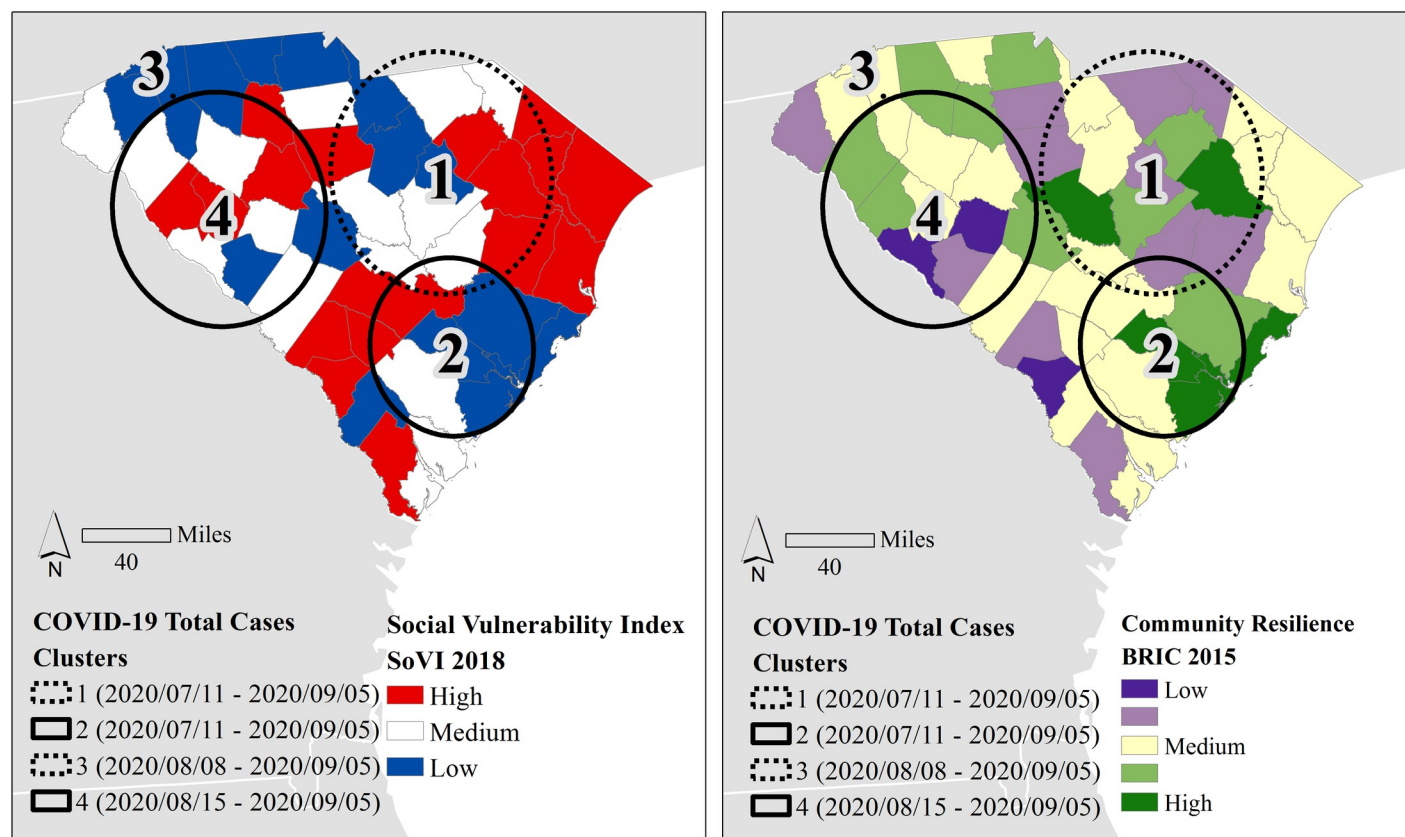 3
1
4
2
N
Miles
40
COVID-19 Total Cases
Clusters
1 (2020/07/11 - 2020/09/05)
2 (2020/07/11 - 2020/09/05)
3 (2020/08/08 - 2020/09/05)
4 (2020/08/15 - 2020/09/05)
Social Vulnerability Index
SoVI 2018
High
Medium
Low
3
1
4
2
N
Miles
40
COVID-19 Total Cases
Clusters
1 (2020/07/11 - 2020/09/05)
2 (2020/07/11 - 2020/09/05)
3 (2020/08/08 - 2020/09/05)
4 (2020/08/15 - 2020/09/05)
Community Resilience
BRIC 2015
Low
Medium
High